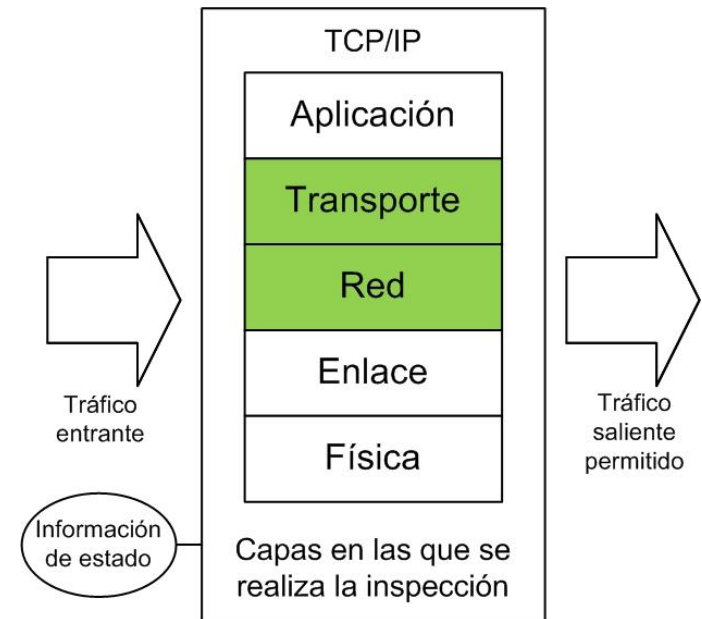 TCP/IP
Aplicación
Transporte
Red
Enlace
Física
Tráfico
entrante
Tráfico
saliente
permitido
Información
de estado
Capas en las que se
realiza la inspección